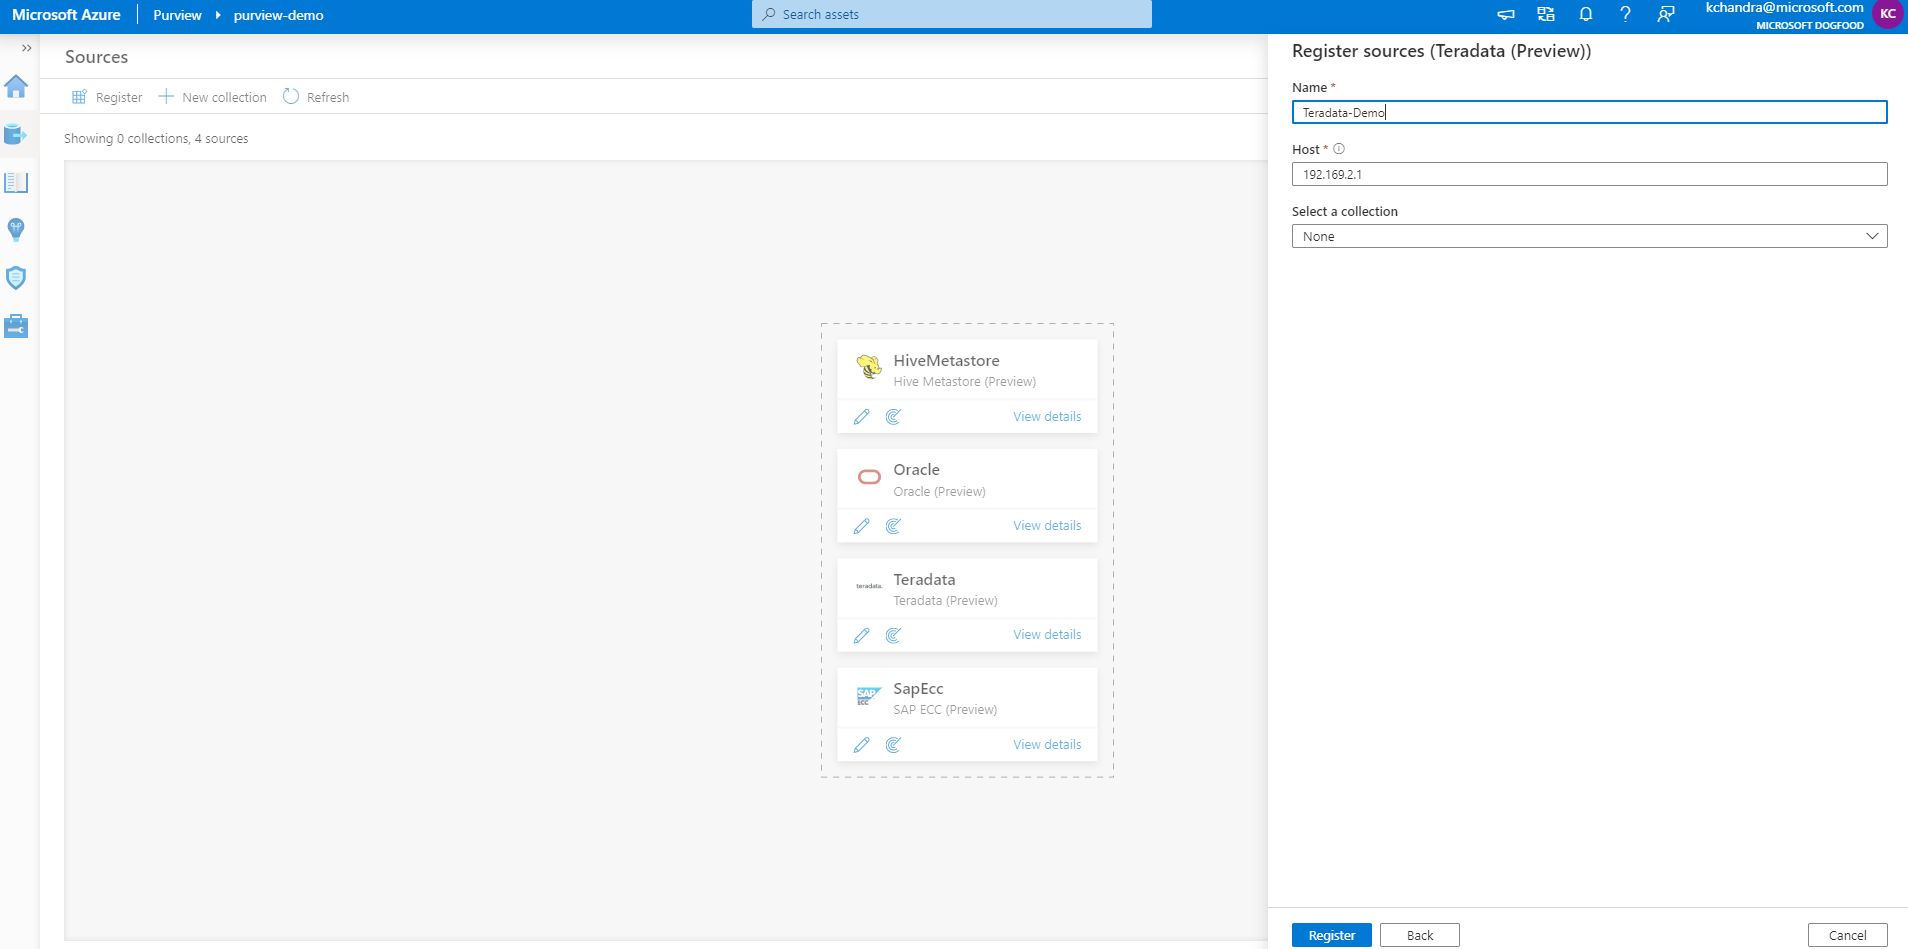 Microsoft Azure
Purview
purview-demo
Search assets
kchandra@microsoft.com
MICROSOFT DOGFOOD
KC
Sources
Register
New collection
Refresh
Showing 0 collections, 4 sources
HiveMetastore
Hive Metastore (Preview)
View details
Oracle
Oracle (Preview)
View details
teradata.
Teradata
Teradata (Preview)
View details
SAP
ECC
SapEcc
SAP ECC (Preview)
View details
Register sources (Teradata (Preview))
Name *
Teradata-Demo
Host *
192.169.2.1
Select a collection
None
Register
Back
Cancel